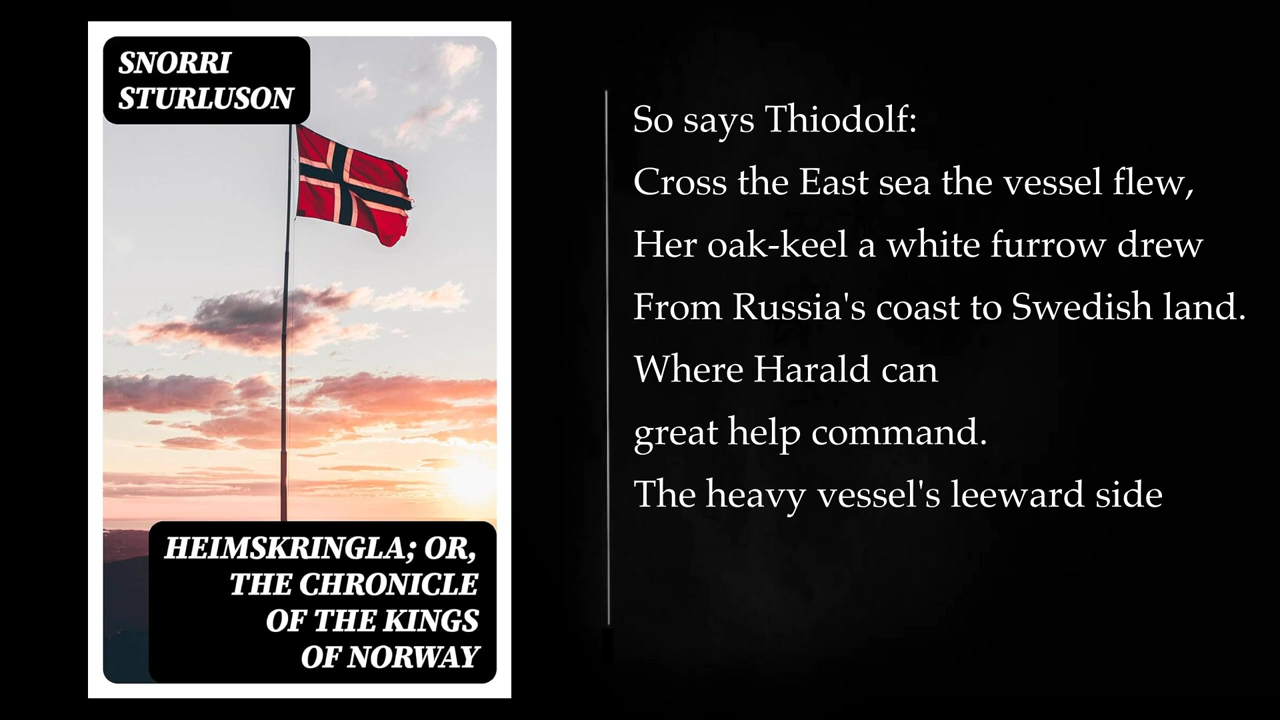 SNORRI
STURLUSON
HEIMSKRINGLA; OR,
THE CHRONICLE
OF THE KINGS
OF NORWAY
So says Thiodolf:
Cross the East sea the vessel flew,
Her oak-keel a white furrow drew
From Russia's coast to Swedish land.
Where Harald can
great help command.
The heavy vessel's leeward side